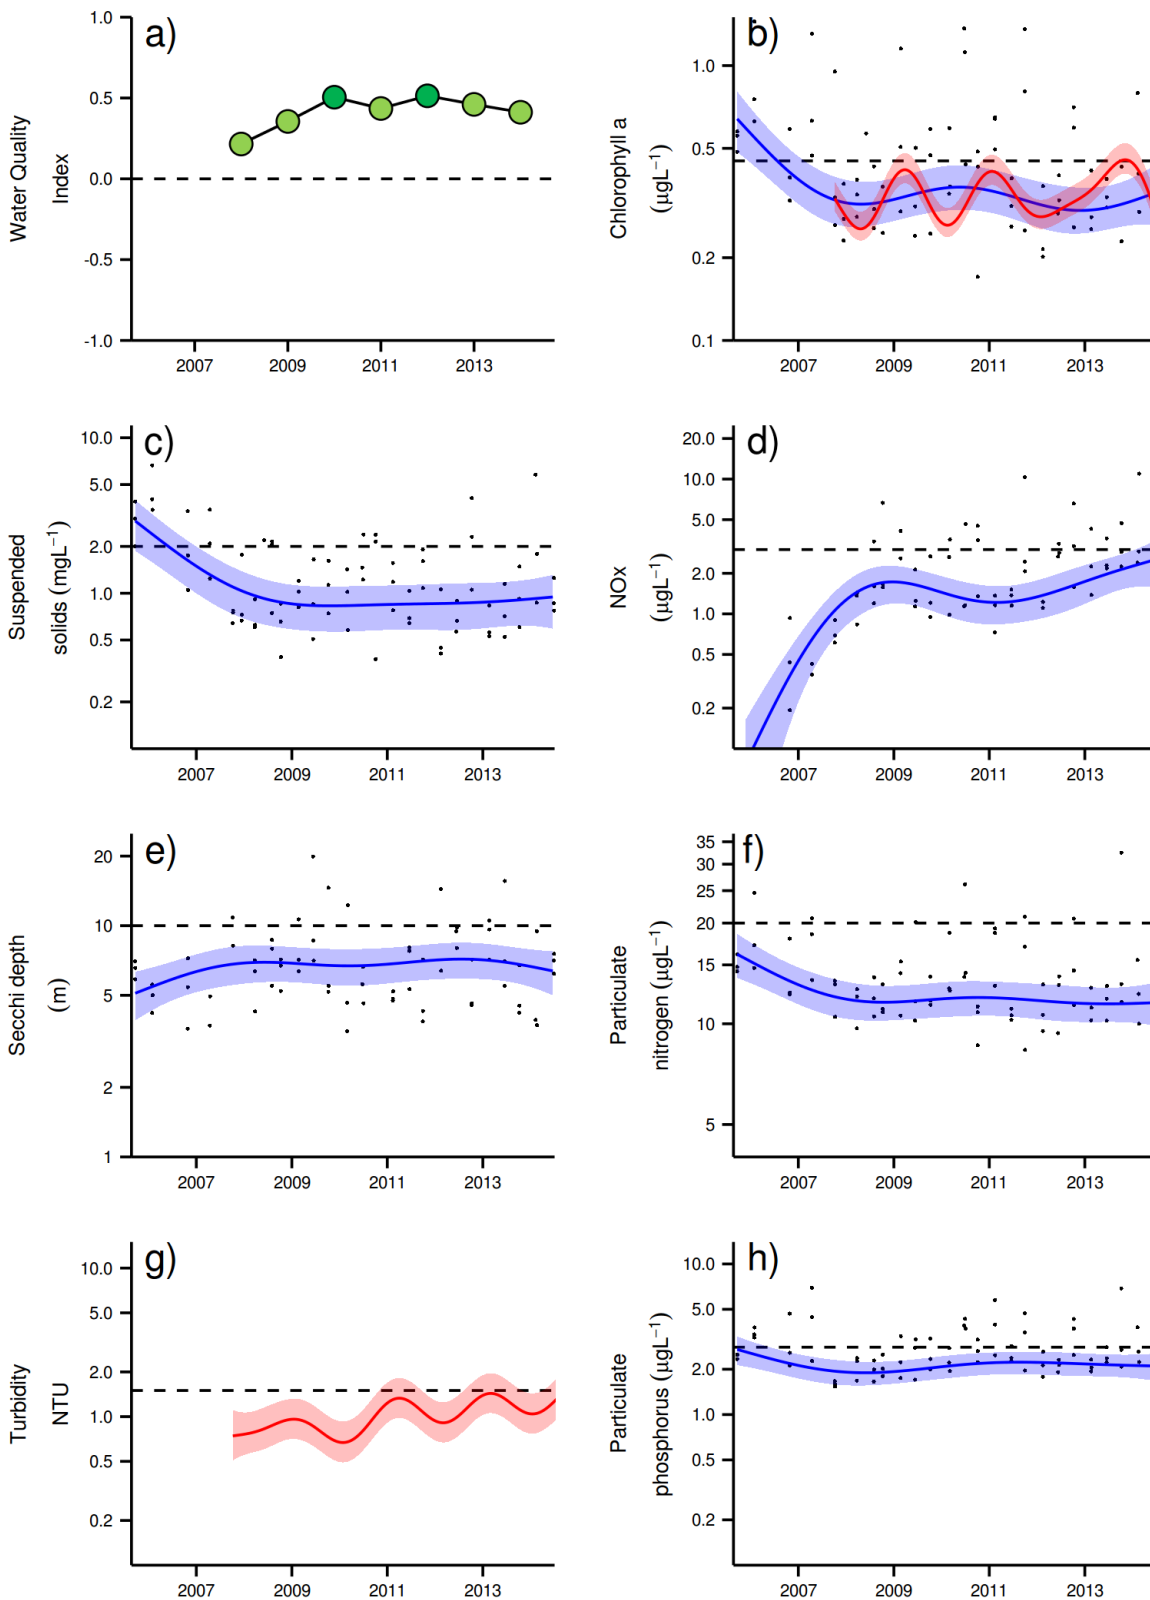 a)
Water Quality
Index
1.0
0.5
0.0
-0.5
-1.0
2007 2009 2011 2013
b)
Chlorophyll a
(µgL⁻¹)
1.0
0.5
0.2
0.1
2007 2009 2011 2013
c)
Suspended
solids (mgL⁻¹)
10.0
5.0
2.0
1.0
0.5
0.2
2007 2009 2011 2013
d)
NOx
(µgL⁻¹)
20.0
10.0
5.0
2.0
1.0
0.5
0.2
2007 2009 2011 2013
e)
Secchi depth
(m)
20
10
5
2
1
2007 2009 2011 2013
f)
Particulate
nitrogen (µgL⁻¹)
35
30
25
20
15
10
5
2007 2009 2011 2013
g)
Turbidity
NTU
10.0
5.0
2.0
1.0
0.5
0.2
2007 2009 2011 2013
h)
Particulate
phosphorus (µgL⁻¹)
10.0
5.0
2.0
1.0
0.5
0.2
2007 2009 2011 2013